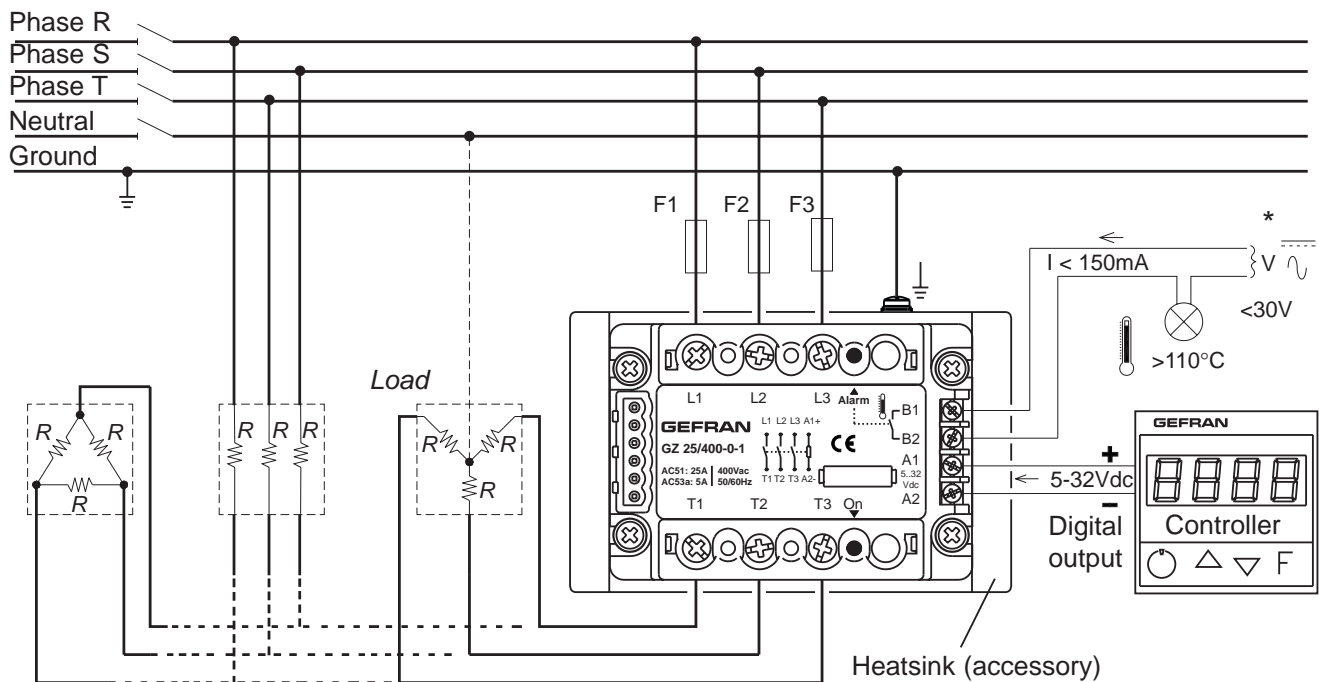 Phase R
Phase S
Phase T
Neutral
Ground
F1 F2 F3
*
I < 150mA V
<30V
>110°C
Load
L1 L2 L3 Alarm
B1
GEFRAN L1 L2 L3 A1+
GEFRAN
R R R R R R R R
B2
GZ 25/400-0-1 CE
A1 +
AC51: 25A 400Vac
AC53a: 5A 50/60Hz
T1 T2 T3 A2- 5..32
Vdc
5-32Vdc
8888
R R
A2 –
T1 T2 T3 On
Digital
output
Controller
F
Heatsink (accessory)